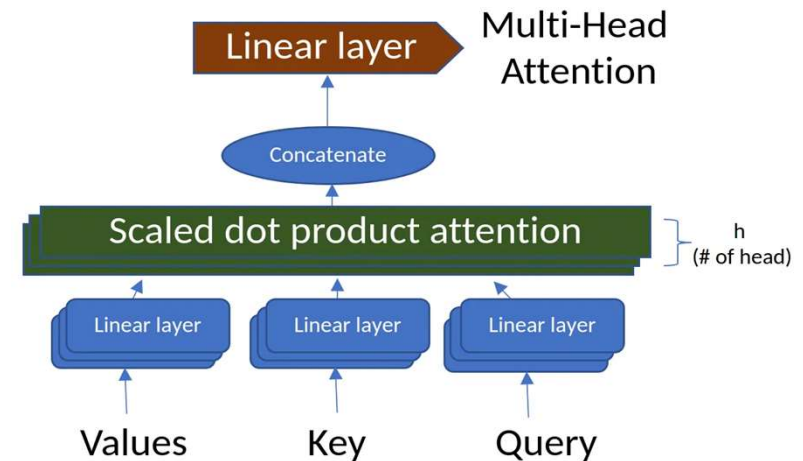 Linear layer
Multi-Head
Attention
Concatenate
Scaled dot product attention
h
(# of head)
Linear layer
Linear layer
Linear layer
Values
Key
Query